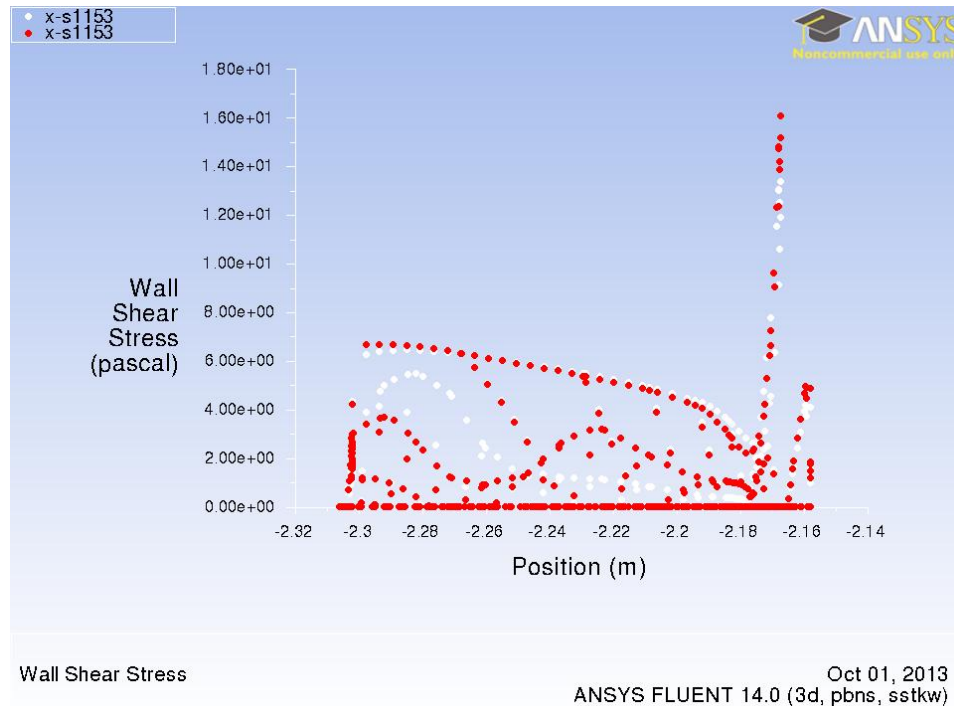 x-s1153
x-s1153
ANSYS
Noncommercial use only
1.80e+01
1.60e+01
1.40e+01
1.20e+01
1.00e+01
8.00e+00
6.00e+00
4.00e+00
2.00e+00
0.00e+00
Wall
Shear
Stress
(pascal)
-2.32 -2.3 -2.28 -2.26 -2.24 -2.22 -2.2 -2.18 -2.16 -2.14
Position (m)
Wall Shear Stress
Oct 01, 2013
ANSYS FLUENT 14.0 (3d, pbns, sstkw)